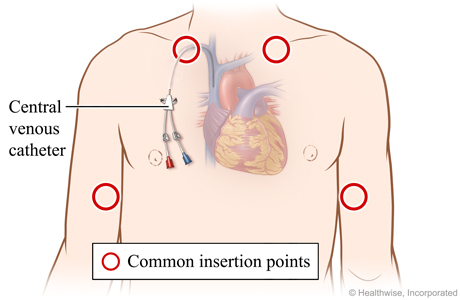 Central
venous
catheter
Common insertion points
© Healthwise, Incorporated